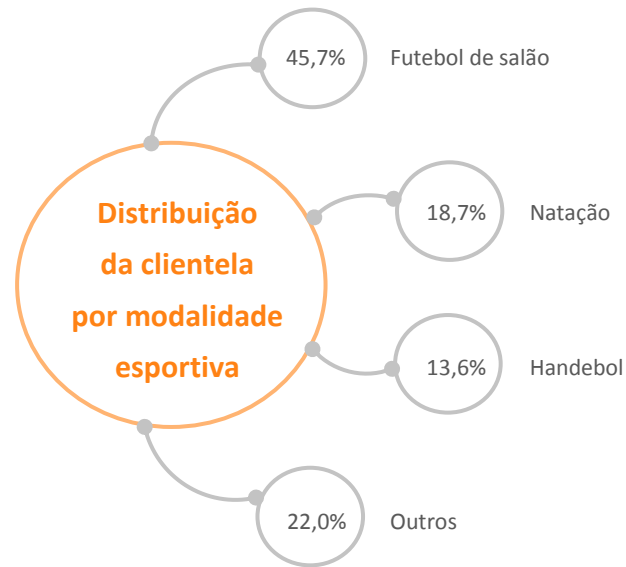 45,7% Futebol de salão
Distribuição
da clientela
por modalidade
esportiva
18,7% Natação
13,6% Handebol
22,0% Outros